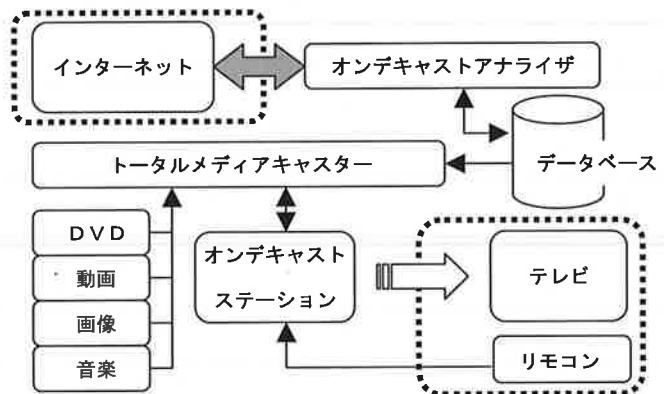 インターネット
オンデキャストアナライザ
データベース
トータルメディアキャスター
DVD
動画
画像
音楽
オンデキャスト
ステーション
テレビ
リモコン